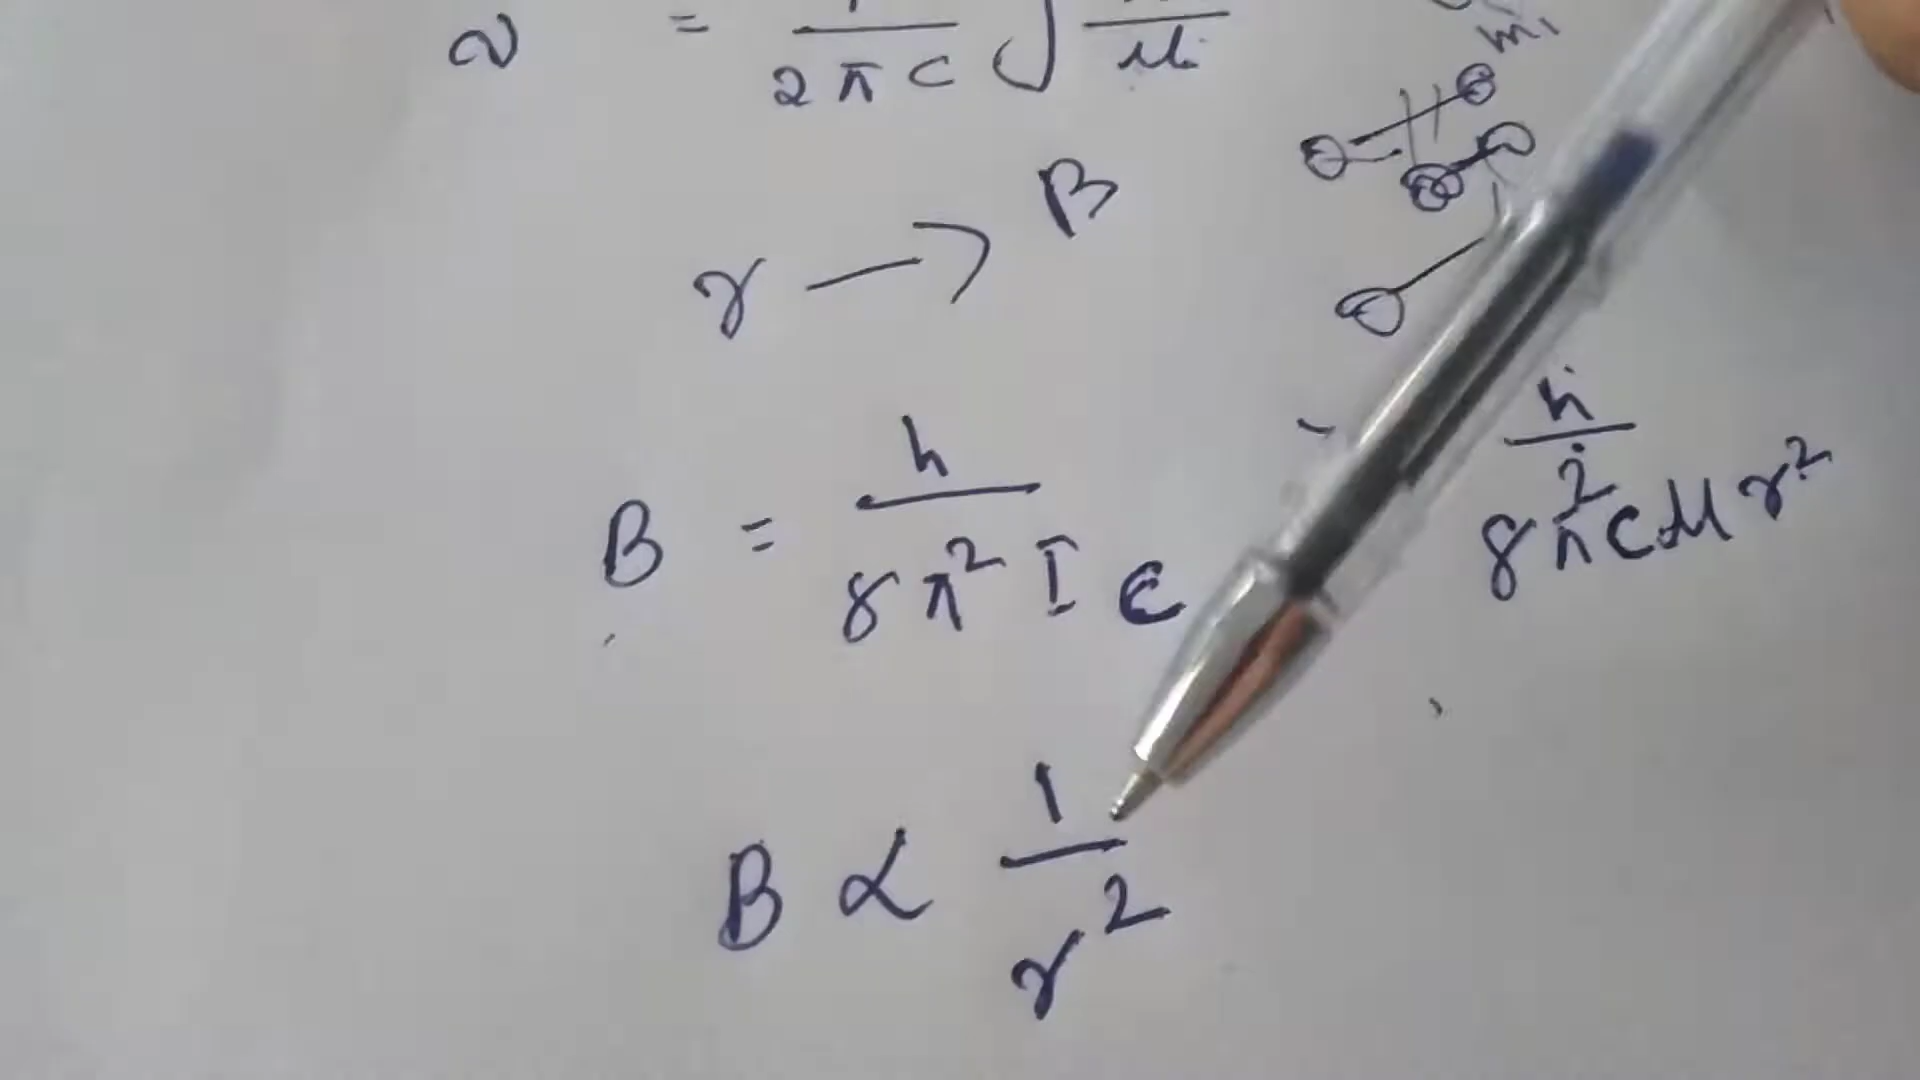 ν = 1/2πc √ /μ
m₁
r → B
B = h/8π²Ic
h/8π²cμr²
B ∝ 1/r²